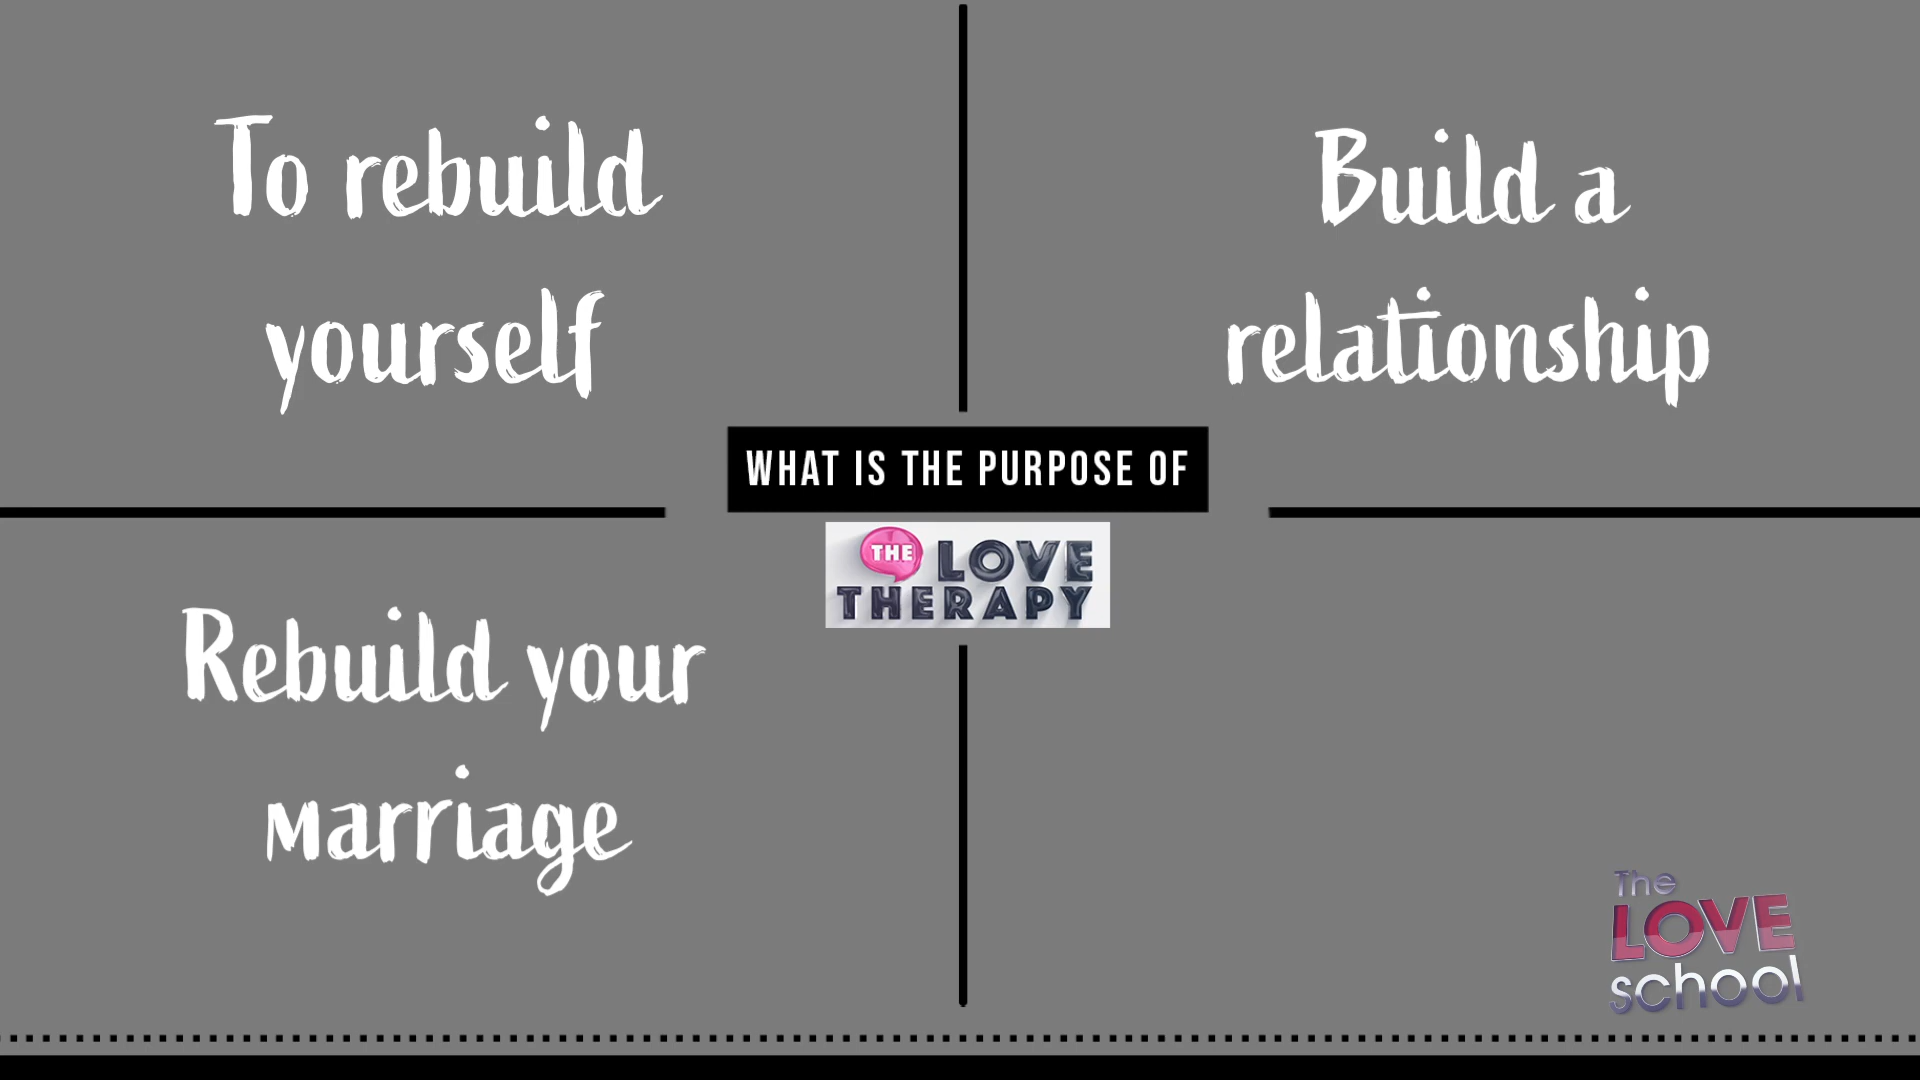 To rebuild
yourself
Build a
relationship
WHAT IS THE PURPOSE OF
THE LOVE
THERAPY
Rebuild your
marriage
The
LOVE
school